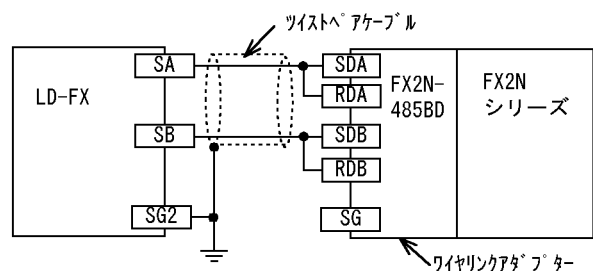 ﾂｲｽﾄﾍﾟｱｹｰﾌﾞﾙ
LD-FX
SA
SB
SG2
SDA
RDA
SDB
RDB
SG
FX2N-
485BD
FX2N
シリーズ
ﾜｲﾔﾘﾝｸｱﾀﾞﾌﾟﾀｰ